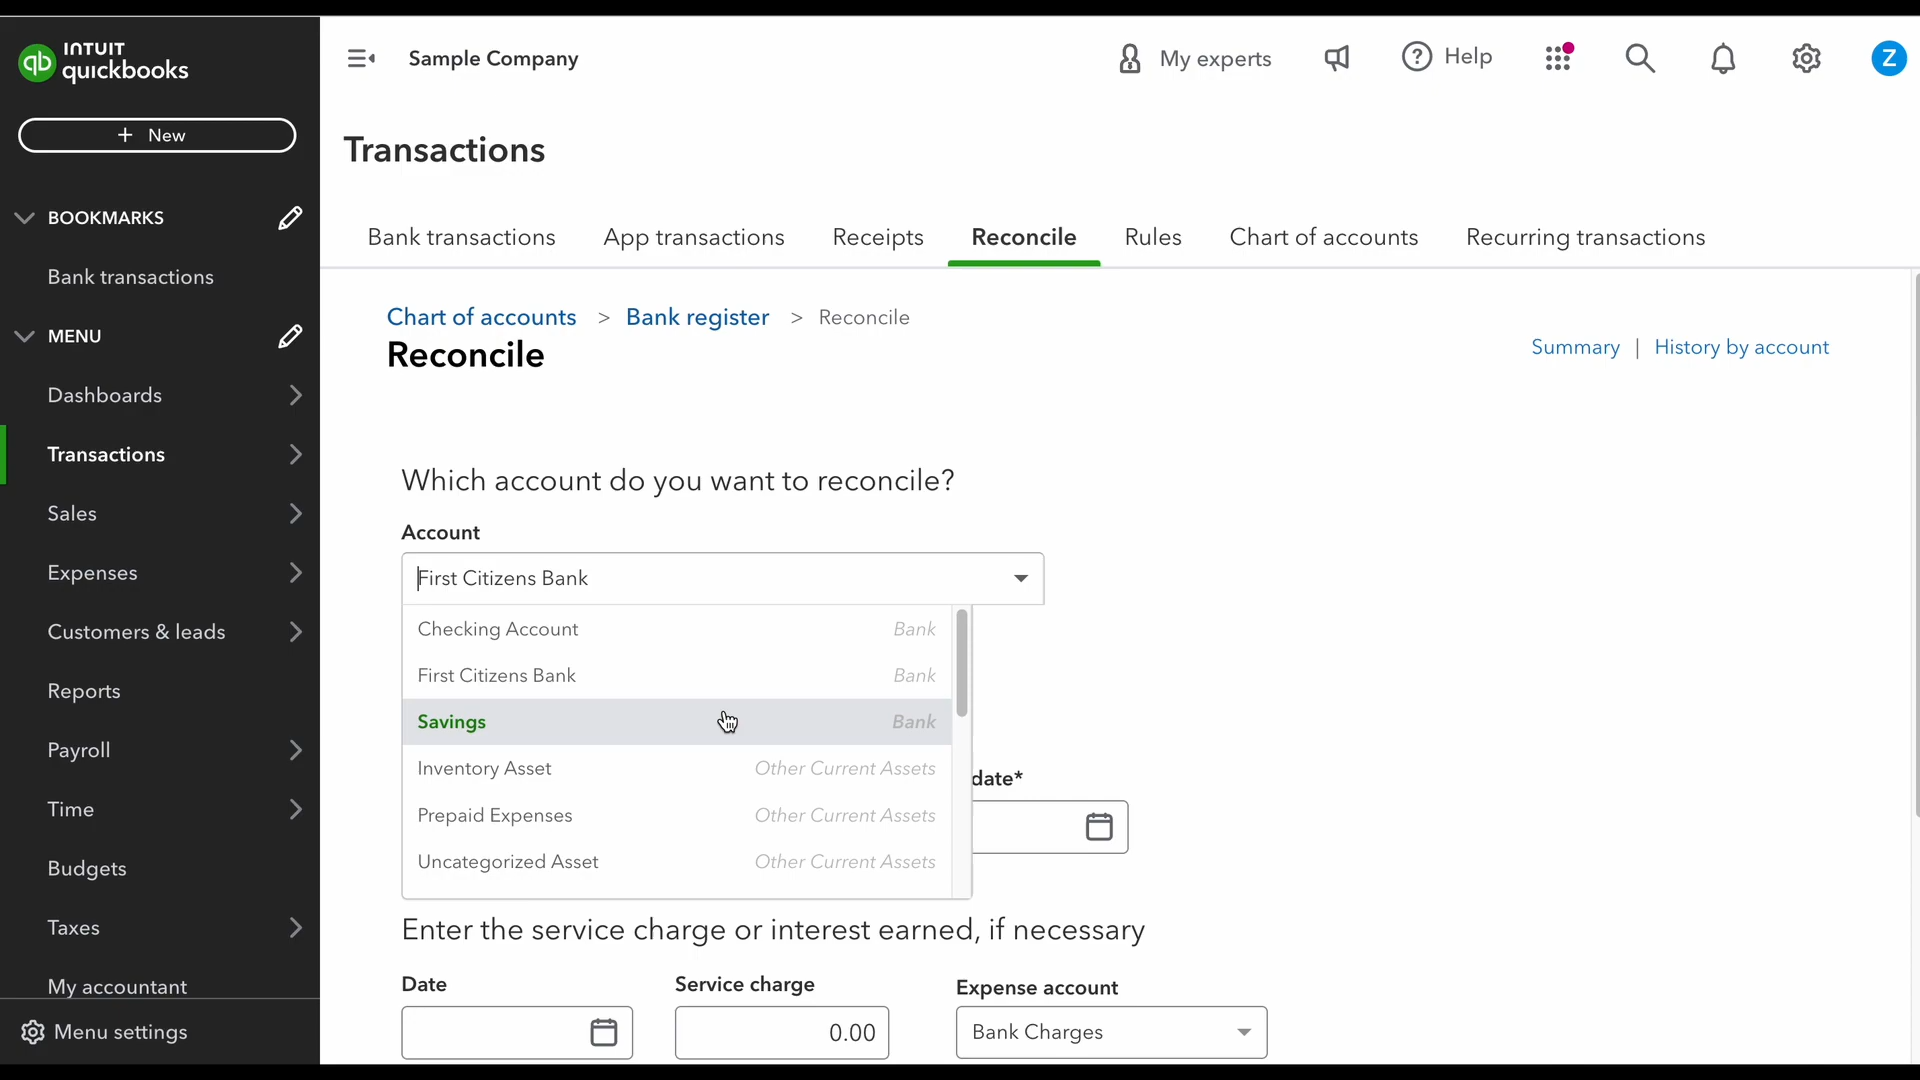 INTUIT
quickbooks
Sample Company
My experts
Help
Z
+ New
Transactions
BOOKMARKS
Bank transactions
App transactions
Receipts
Reconcile
Rules
Chart of accounts
Recurring transactions
Bank transactions
Chart of accounts > Bank register > Reconcile
MENU
Reconcile
Summary | History by account
Dashboards
Transactions
Which account do you want to reconcile?
Sales
Account
Expenses
First Citizens Bank
Customers & leads
Checking Account Bank
Reports
First Citizens Bank Bank
Savings Bank
Payroll
Inventory Asset Other Current Assets
date*
Time
Prepaid Expenses Other Current Assets
Budgets
Uncategorized Asset Other Current Assets
Taxes
Enter the service charge or interest earned, if necessary
My accountant
Date
Service charge
Expense account
Menu settings
0.00
Bank Charges